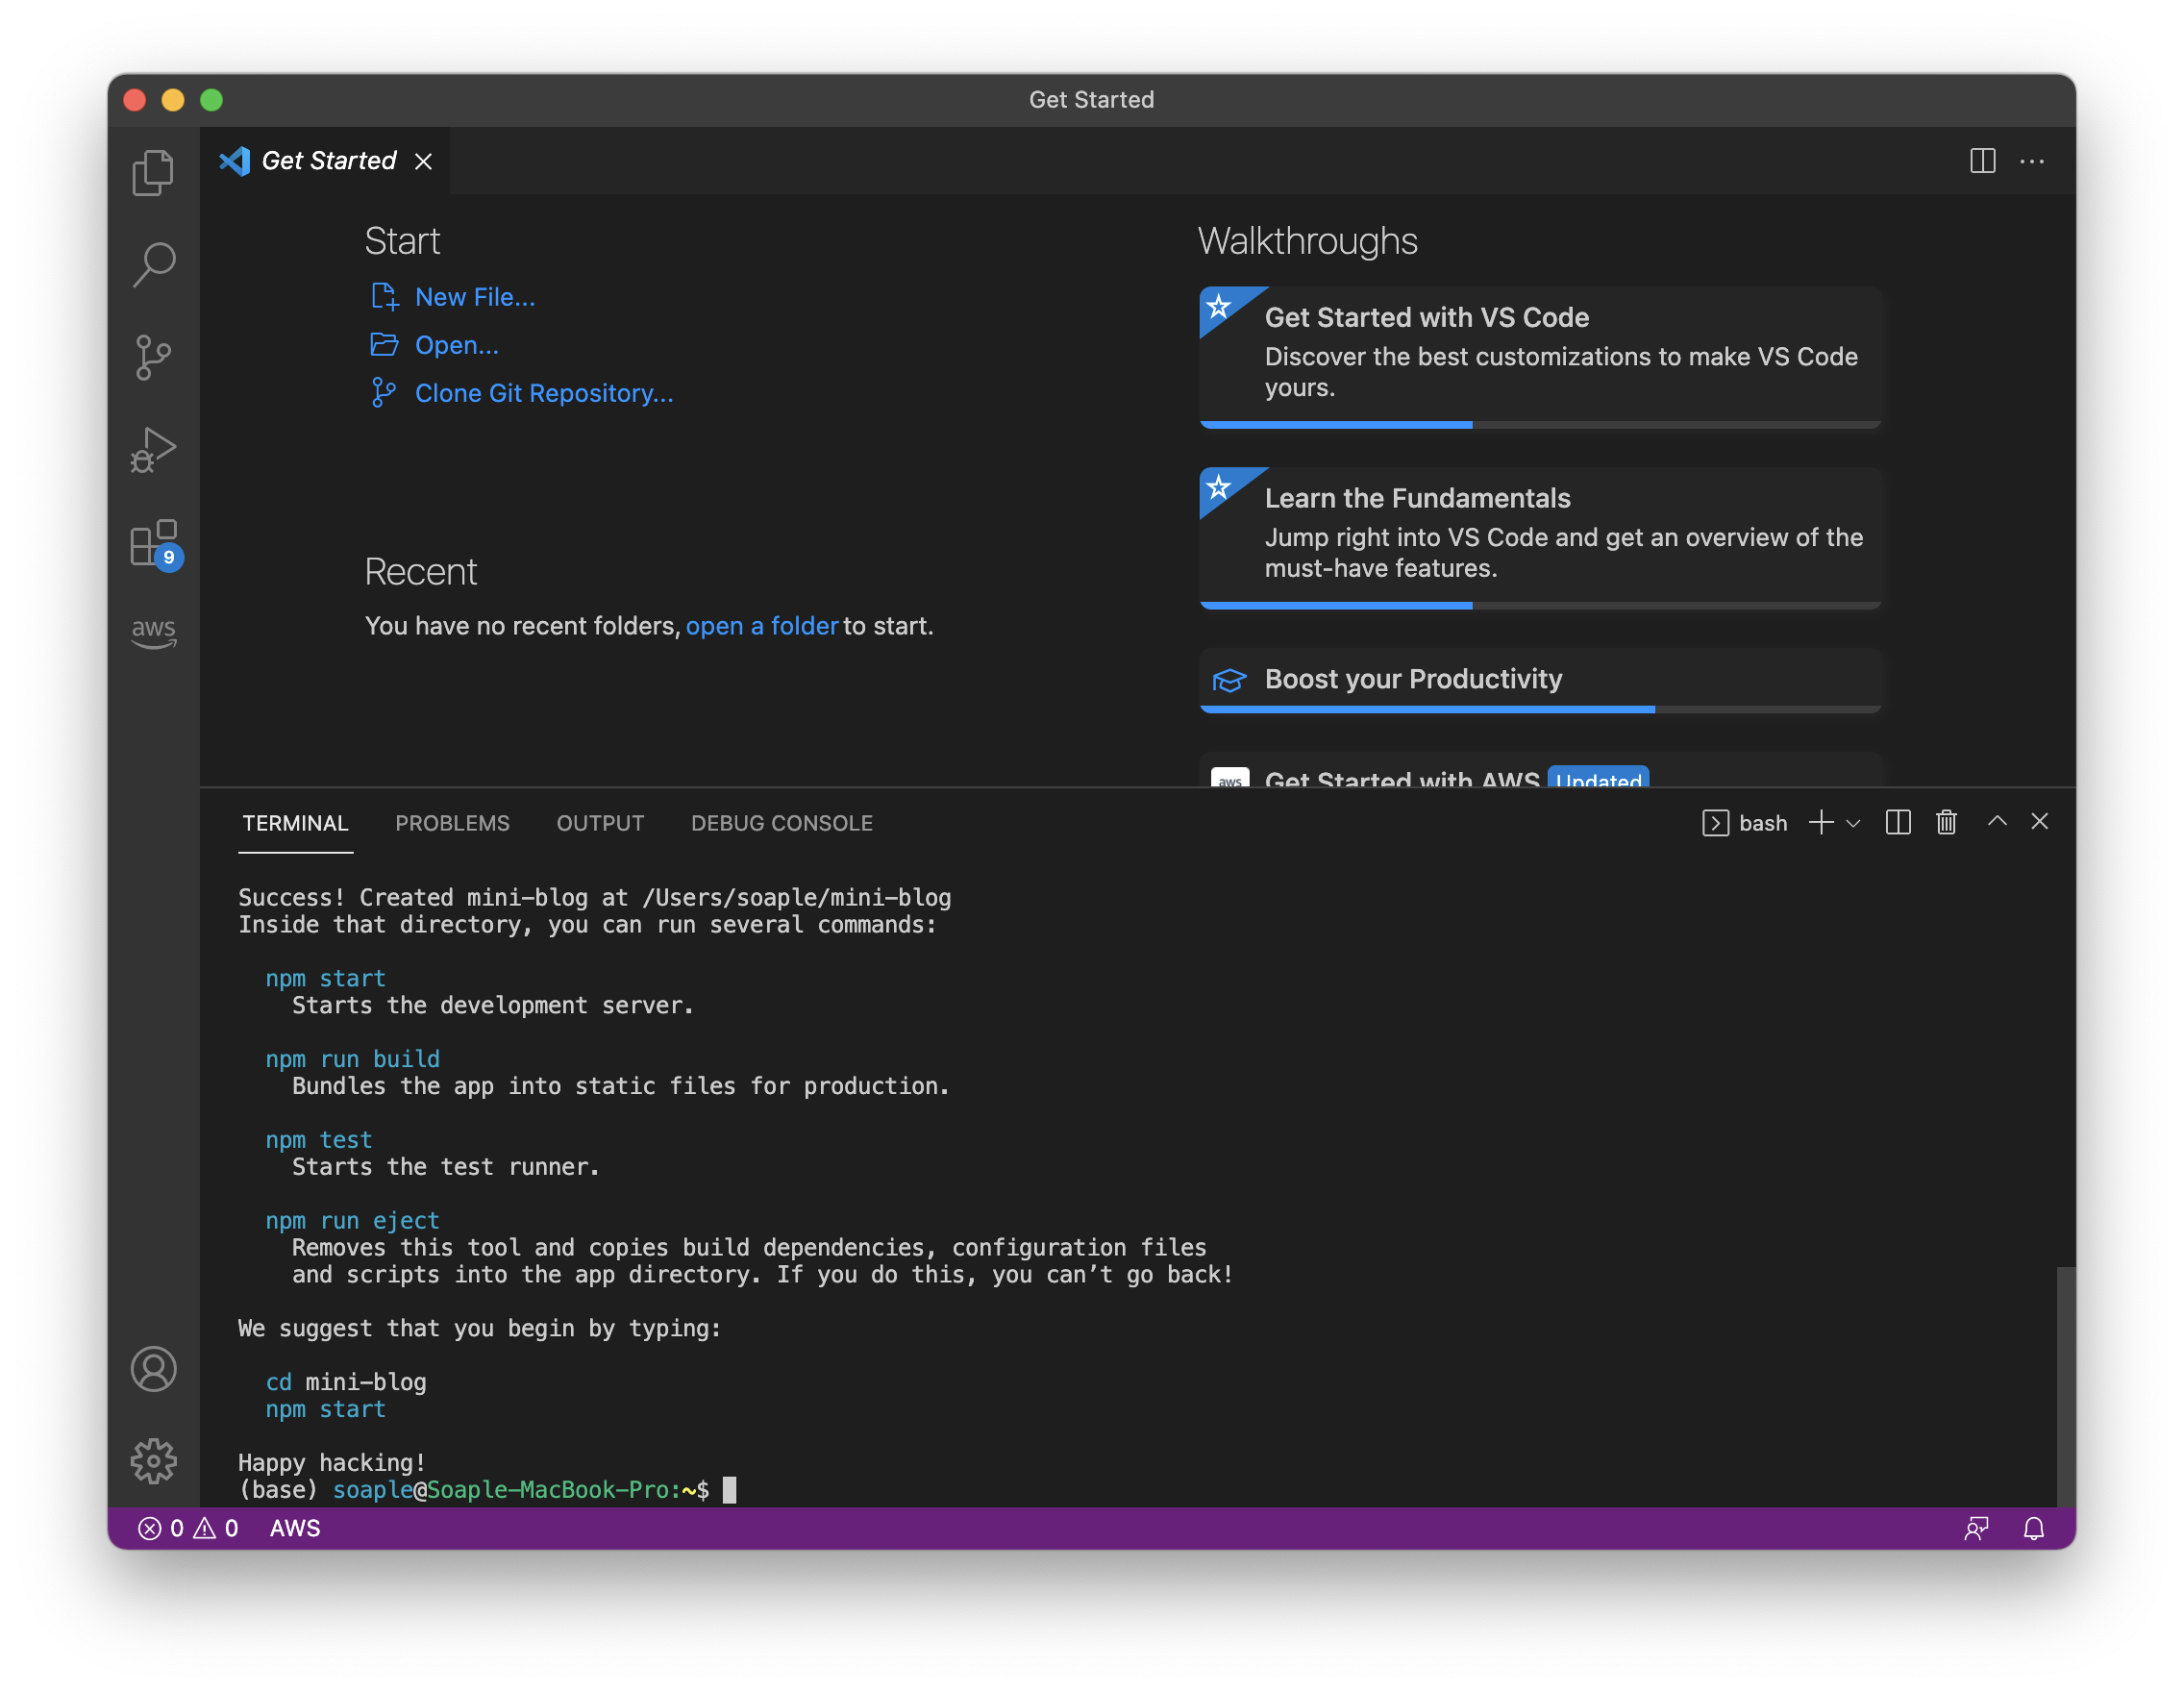 Get Started
Get Started
Start
New File...
Open...
Clone Git Repository...
Recent
You have no recent folders, open a folder to start.
Walkthroughs
Get Started with VS Code
Discover the best customizations to make VS Code
yours.
Learn the Fundamentals
Jump right into VS Code and get an overview of the
must-have features.
Boost your Productivity
aws Get Started with AWS Updated
9
aws
TERMINAL PROBLEMS OUTPUT DEBUG CONSOLE bash
Success! Created mini-blog at /Users/soaple/mini-blog
Inside that directory, you can run several commands:
npm start
Starts the development server.
npm run build
Bundles the app into static files for production.
npm test
Starts the test runner.
npm run eject
Removes this tool and copies build dependencies, configuration files
and scripts into the app directory. If you do this, you can’t go back!
We suggest that you begin by typing:
cd mini-blog
npm start
Happy hacking!
(base) soaple@Soaple-MacBook-Pro:~$
0 0 AWS